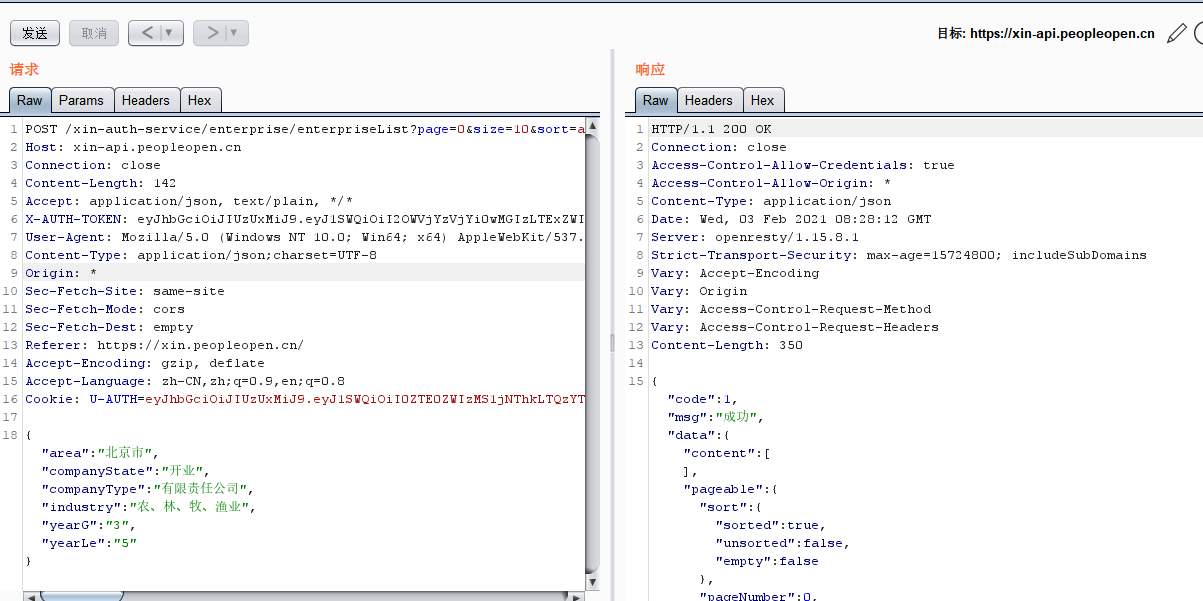 发送 取消 < ▼ > ▼ 目标: https://xin-api.peopleopen.cn
请求
Raw Params Headers Hex
1 POST /xin-auth-service/enterprise/enterpriseList?page=0&size=10&sort=a
2 Host: xin-api.peopleopen.cn
3 Connection: close
4 Content-Length: 142
5 Accept: application/json, text/plain, */*
6 X-AUTH-TOKEN: eyJhbGciOiJIUzUxMiJ9.eyJ1SWQiOiI2OWVjYzVjYi0wMGIzLTExZWI
7 User-Agent: Mozilla/5.0 (Windows NT 10.0; Win64; x64) AppleWebKit/537.
8 Content-Type: application/json;charset=UTF-8
9 Origin: *
10 Sec-Fetch-Site: same-site
11 Sec-Fetch-Mode: cors
12 Sec-Fetch-Dest: empty
13 Referer: https://xin.peopleopen.cn/
14 Accept-Encoding: gzip, deflate
15 Accept-Language: zh-CN,zh;q=0.9,en;q=0.8
16 Cookie: U-AUTH=eyJhbGciOiJIUzUxMiJ9.eyJ1SWQiOiI0ZTE0ZWIzMS1jNThkLTQzYT
17
18 {
"area":"北京市",
"companyState":"开业",
"companyType":"有限责任公司",
"industry":"农、林、牧、渔业",
"yearG":"3",
"yearLe":"5"
}
响应
Raw Headers Hex
1 HTTP/1.1 200 OK
2 Connection: close
3 Access-Control-Allow-Credentials: true
4 Access-Control-Allow-Origin: *
5 Content-Type: application/json
6 Date: Wed, 03 Feb 2021 08:28:12 GMT
7 Server: openresty/1.15.8.1
8 Strict-Transport-Security: max-age=15724800; includeSubDomains
9 Vary: Accept-Encoding
10 Vary: Origin
11 Vary: Access-Control-Request-Method
12 Vary: Access-Control-Request-Headers
13 Content-Length: 350
14
15 {
"code":1,
"msg":"成功",
"data":{
"content":[
],
"pageable":{
"sort":{
"sorted":true,
"unsorted":false,
"empty":false
},
"pageNumber":0,